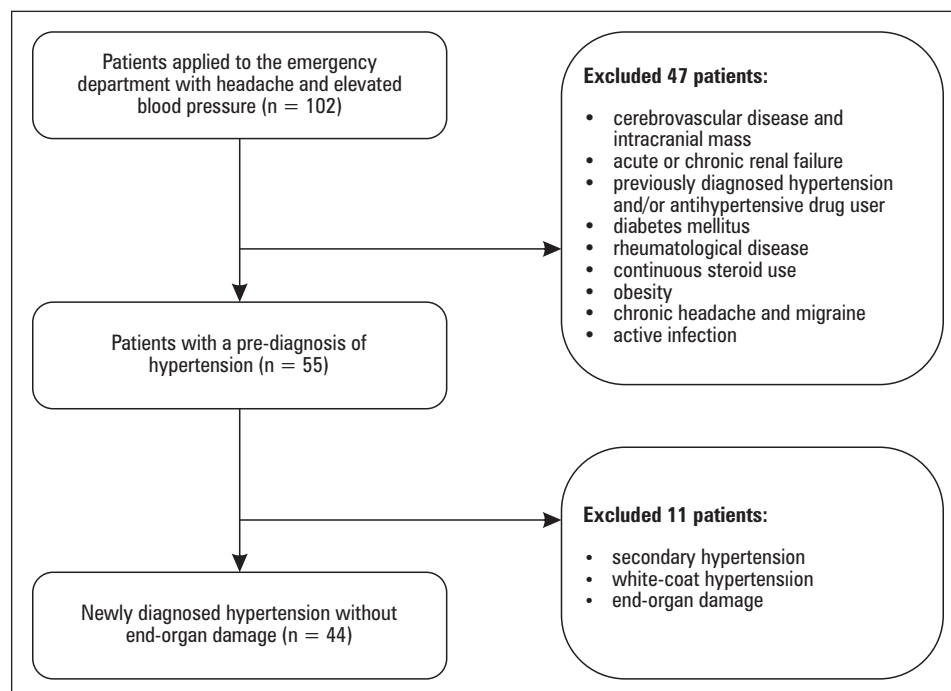 Patients applied to the emergency
department with headache and elevated
blood pressure (n = 102)
Excluded 47 patients:
• cerebrovascular disease and
intracranial mass
• acute or chronic renal failure
• previously diagnosed hypertension
and/or antihypertensive drug user
• diabetes mellitus
• rheumatological disease
• continuous steroid use
• obesity
• chronic headache and migraine
• active infection
Patients with a pre-diagnosis of
hypertension (n = 55)
Excluded 11 patients:
• secondary hypertension
• white-coat hypertension
• end-organ damage
Newly diagnosed hypertension without
end-organ damage (n = 44)